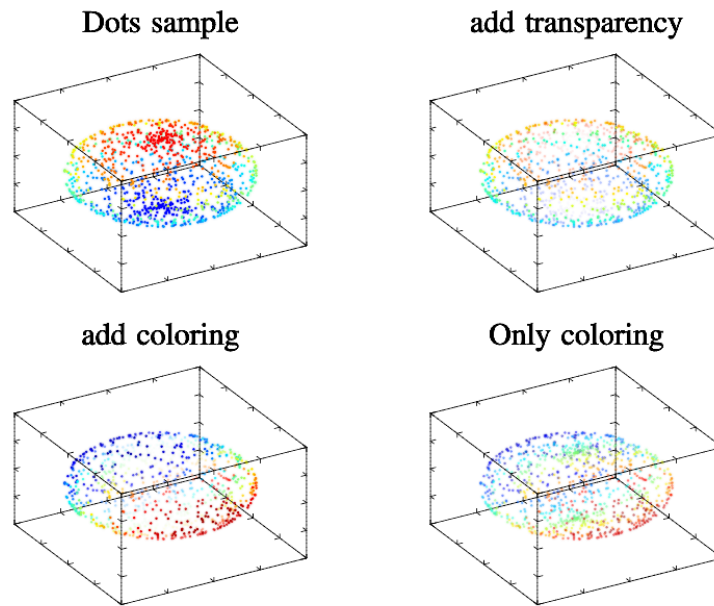 Dots sample
add transparency
add coloring
Only coloring